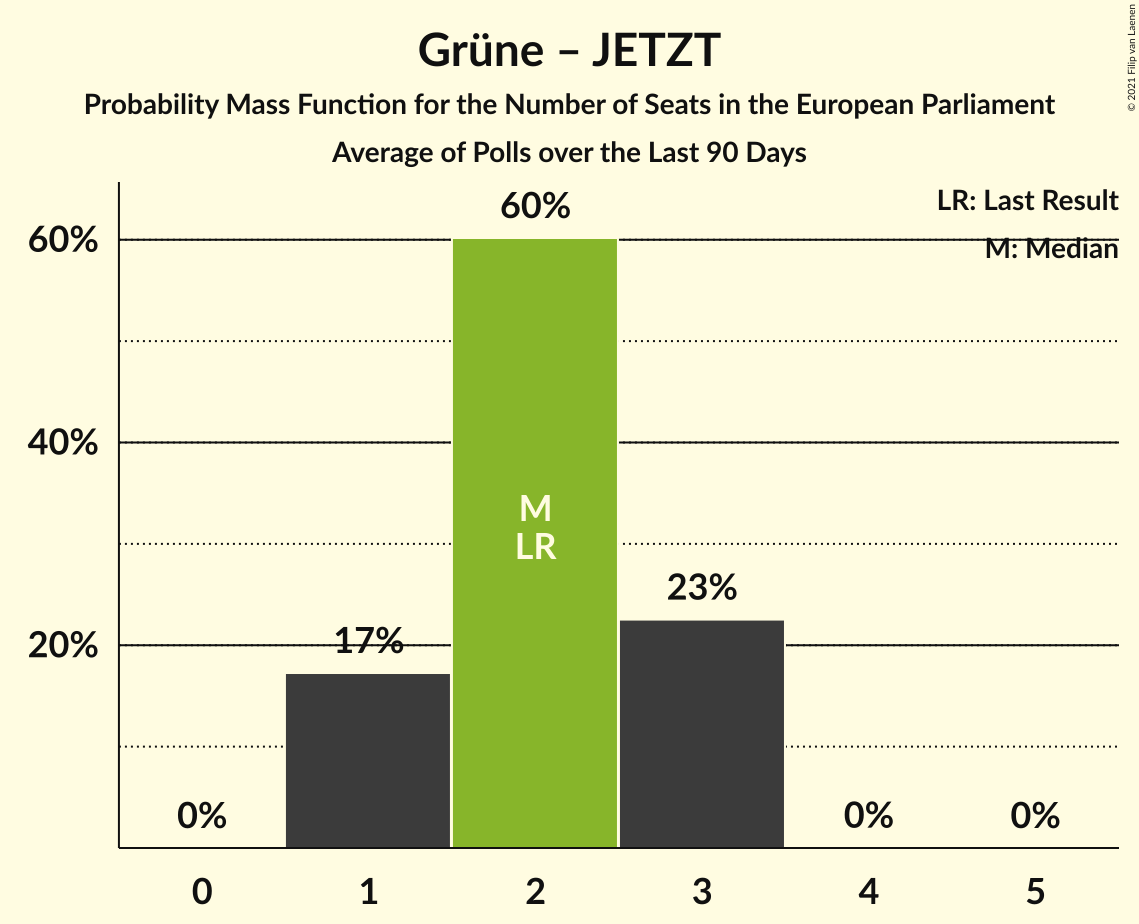 Grüne – JETZT
Probability Mass Function for the Number of Seats in the European Parliament
Average of Polls over the Last 90 Days
© 2021 Filip van Laenen
LR: Last Result
M: Median
60%
40%
20%
0%
17%
60%
M
LR
23%
0%
0%
0
1
2
3
4
5